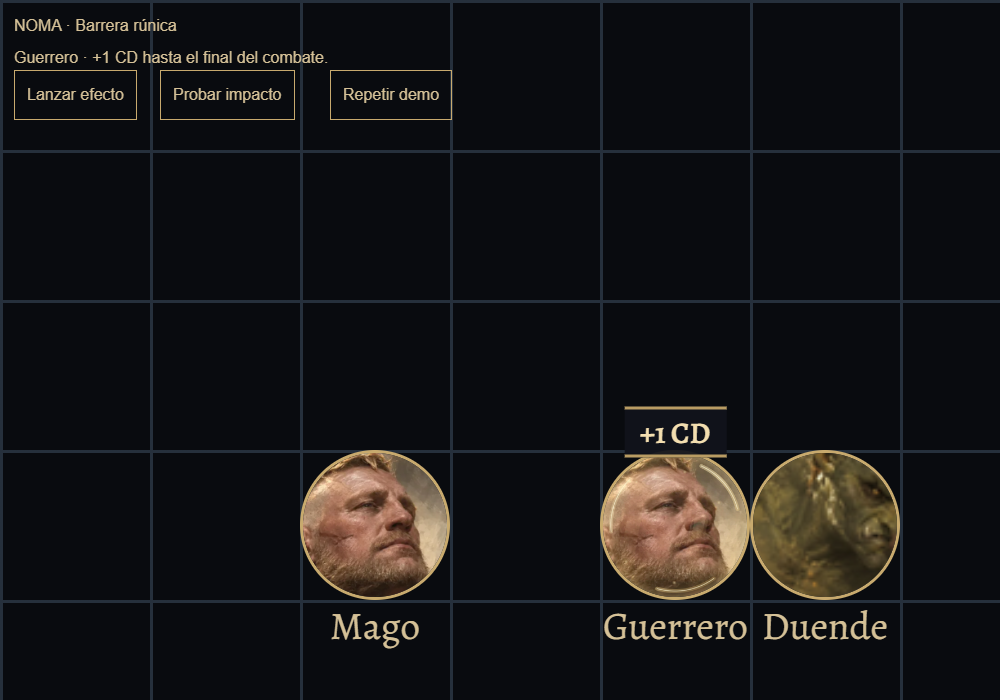 NOMA · Barrera rúnica
Guerrero · +1 CD hasta el final del combate.
Lanzar efecto
Probar impacto
Repetir demo
+1 CD
Mago
Guerrero
Duende